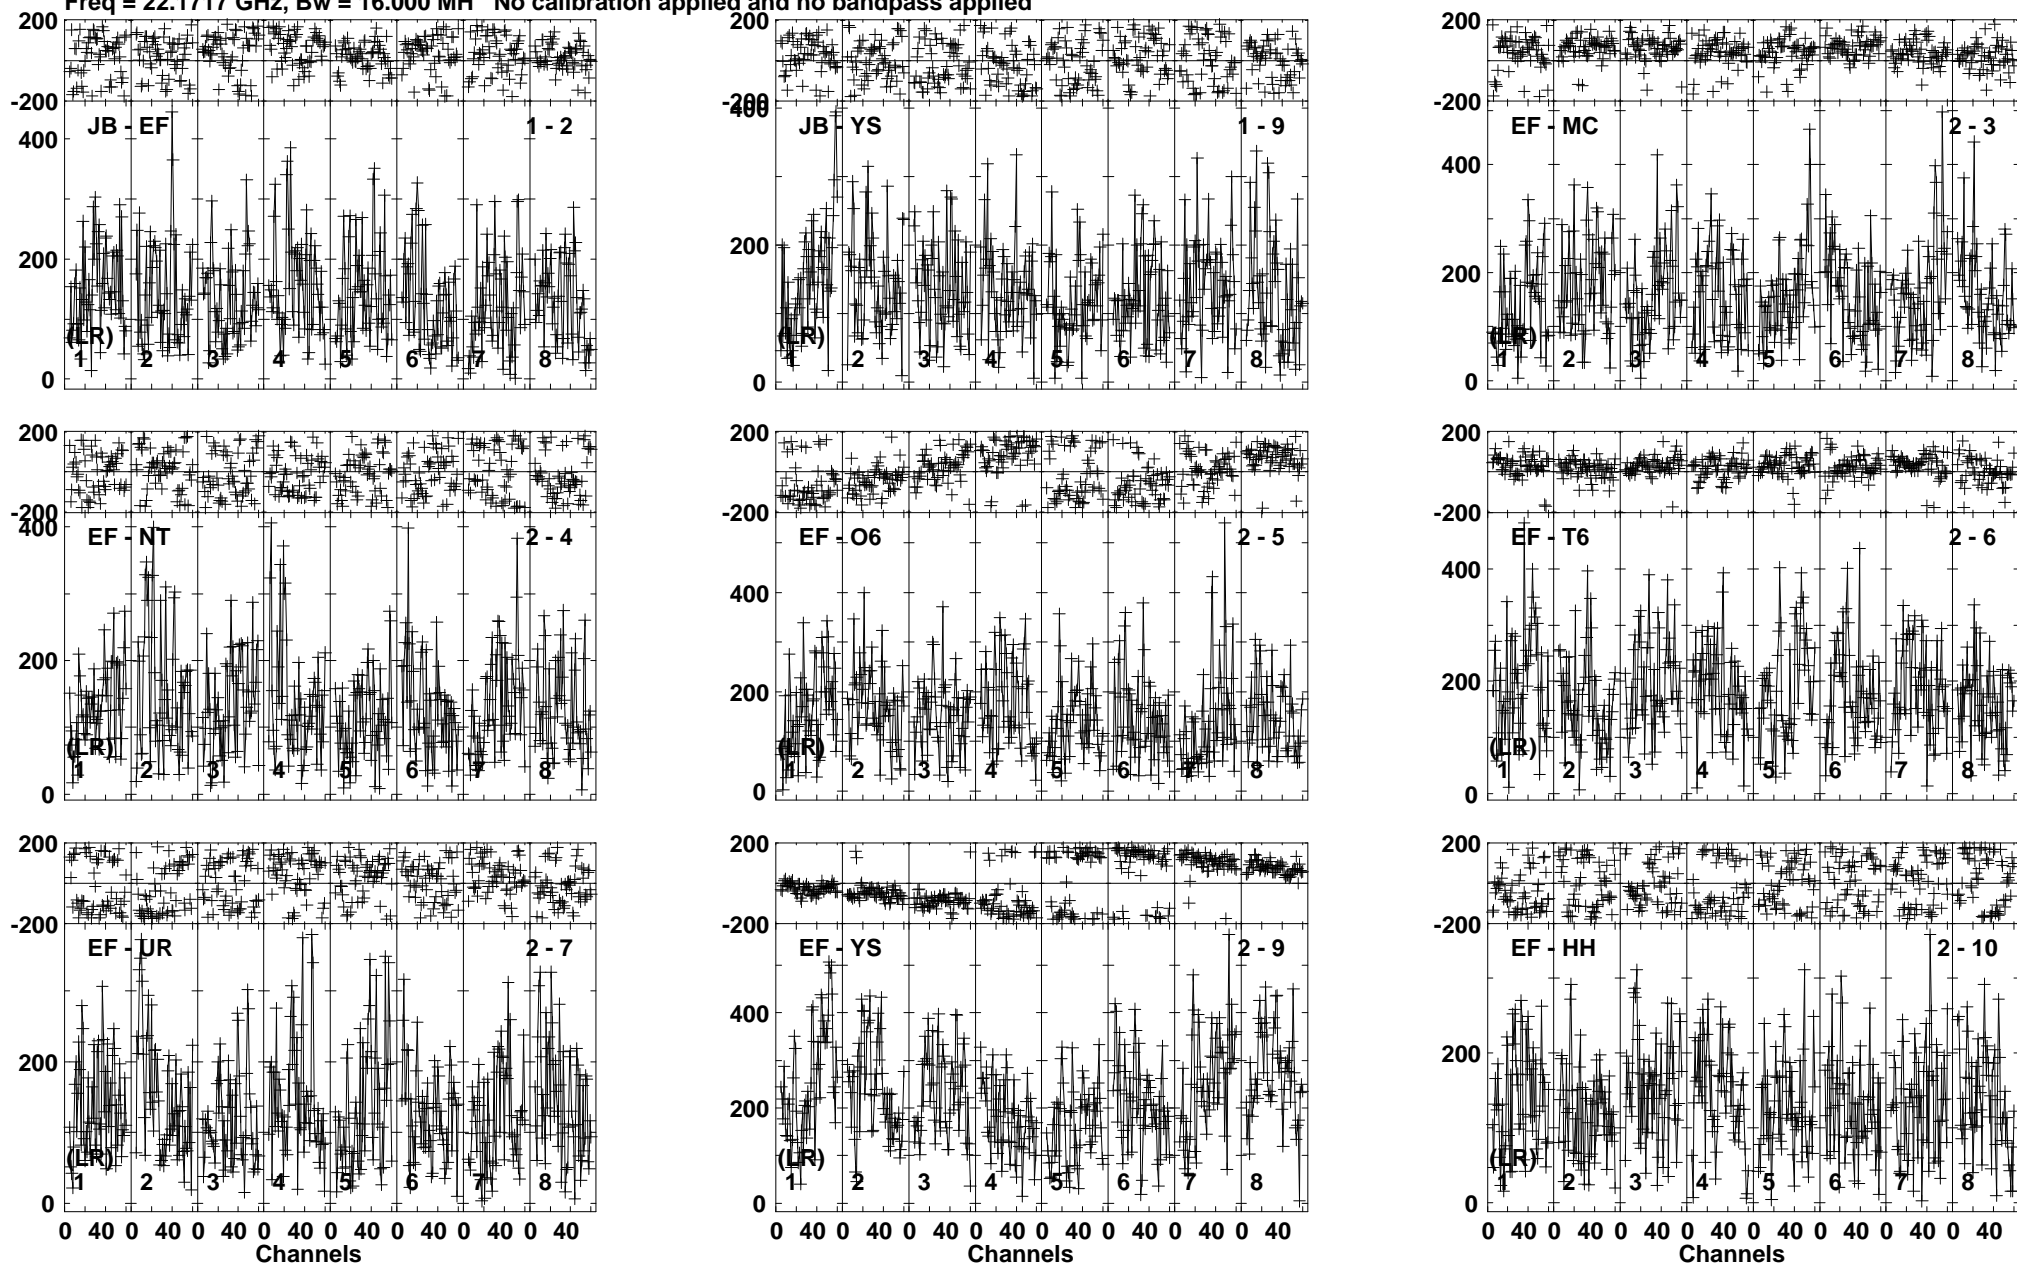 Freq = 22.1717 GHz, Bw = 16.000 MH No calibration applied and no bandpass applied
200
-200
JB - EF 1 - 2
400
200
0
(LR)
1 2 3 4 5 6 7 8
200
-200
JB - YS 1 - 9
400
200
0
(LR)
1 2 3 4 5 6 7 8
200
-200
EF - MC 2 - 3
400
200
0
(LR)
1 2 3 4 5 6 7 8
200
-200
EF - NT 2 - 4
400
200
0
(LR)
1 2 3 4 5 6 7 8
200
-200
EF - O6 2 - 5
400
200
0
(LR)
1 2 3 4 5 6 7 8
200
-200
EF - T6 2 - 6
400
200
0
(LR)
1 2 3 4 5 6 7 8
200
-200
EF - UR 2 - 7
200
0
(LR)
1 2 3 4 5 6 7 8
0 40 0 40 0 40 0 40 0 40 0 40 0 40 0 40
Channels
200
-200
EF - YS 2 - 9
400
200
0
(LR)
1 2 3 4 5 6 7 8
0 40 0 40 0 40 0 40 0 40 0 40 0 40 0 40
Channels
200
-200
EF - HH 2 - 10
200
0
(LR)
1 2 3 4 5 6 7 8
0 40 0 40 0 40 0 40 0 40 0 40 0 40 0 40
Channels